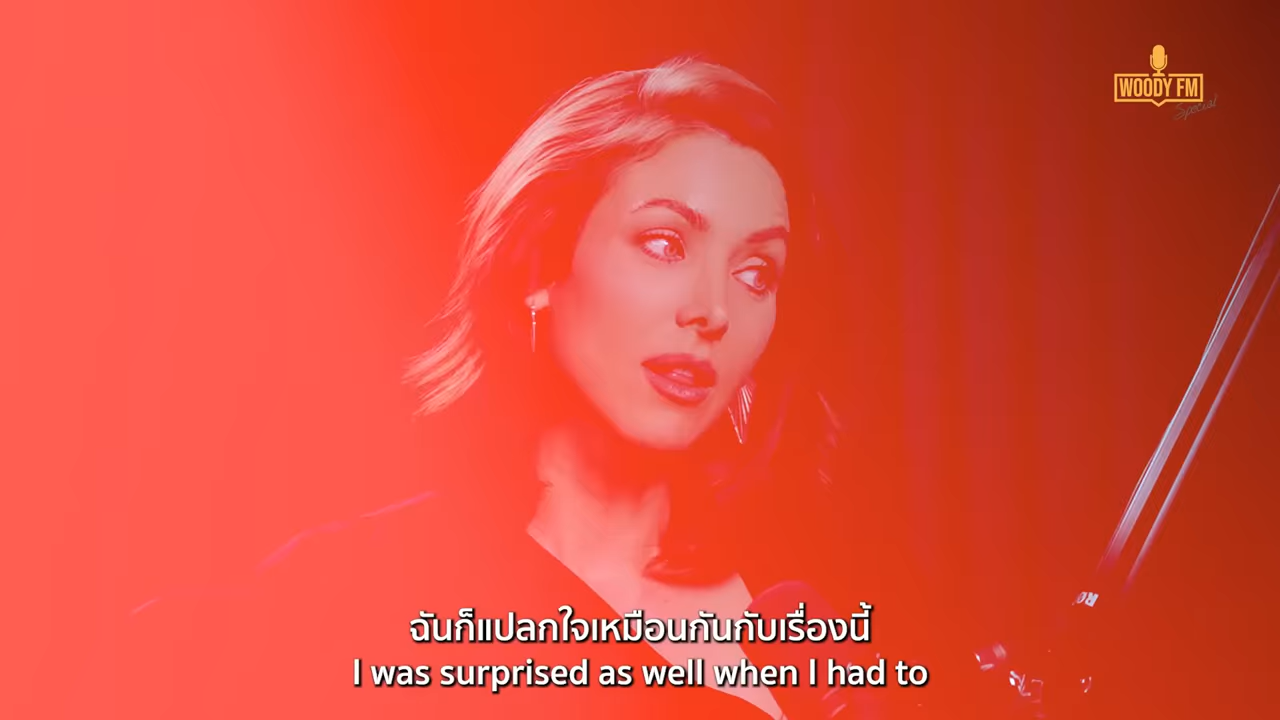 WOODY FM
Special
ฉันก็แปลกใจเหมือนกันกับเรื่องนี้
I was surprised as well when I had to